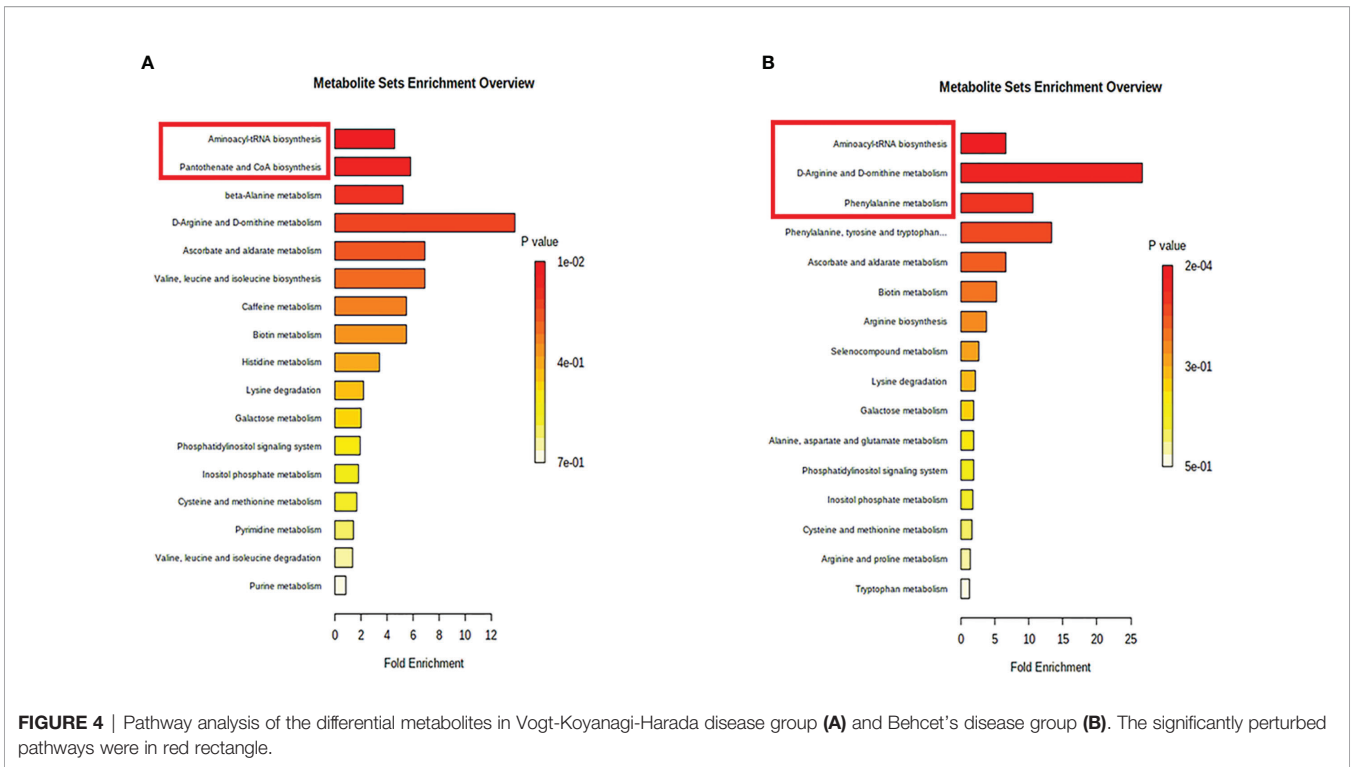 A
Metabolite Sets Enrichment Overview
Aminoacyl-tRNA biosynthesis
Pantothenate and CoA biosynthesis
beta-Alanine metabolism
D-Arginine and D-ornithine metabolism
Ascorbate and aldarate metabolism
Valine, leucine and isoleucine biosynthesis
Caffeine metabolism
Biotin metabolism
Histidine metabolism
Lysine degradation
Galactose metabolism
Phosphatidylinositol signaling system
Inositol phosphate metabolism
Cysteine and methionine metabolism
Pyrimidine metabolism
Valine, leucine and isoleucine degradation
Purine metabolism
0 2 4 6 8 10 12
Fold Enrichment
P value
1e-02
4e-01
7e-01
B
Metabolite Sets Enrichment Overview
Aminoacyl-tRNA biosynthesis
D-Arginine and D-ornithine metabolism
Phenylalanine metabolism
Phenylalanine, tyrosine and tryptophan...
Ascorbate and aldarate metabolism
Biotin metabolism
Arginine biosynthesis
Selenocompound metabolism
Lysine degradation
Galactose metabolism
Alanine, aspartate and glutamate metabolism
Phosphatidylinositol signaling system
Inositol phosphate metabolism
Cysteine and methionine metabolism
Arginine and proline metabolism
Tryptophan metabolism
0 5 10 15 20 25
Fold Enrichment
P value
2e-04
3e-01
5e-01
FIGURE 4 | Pathway analysis of the differential metabolites in Vogt-Koyanagi-Harada disease group (A) and Behcet's disease group (B). The significantly perturbed
pathways were in red rectangle.